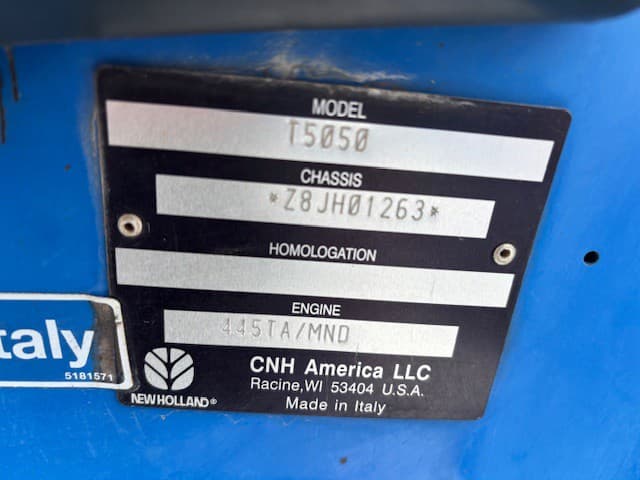 MODEL
T5050
CHASSIS
*Z8JH01263*
HOMOLOGATION
ENGINE
445TA/MND
CNH America LLC
Racine, WI 53404 U.S.A.
Made in Italy
NEW HOLLAND®
taly
5181571